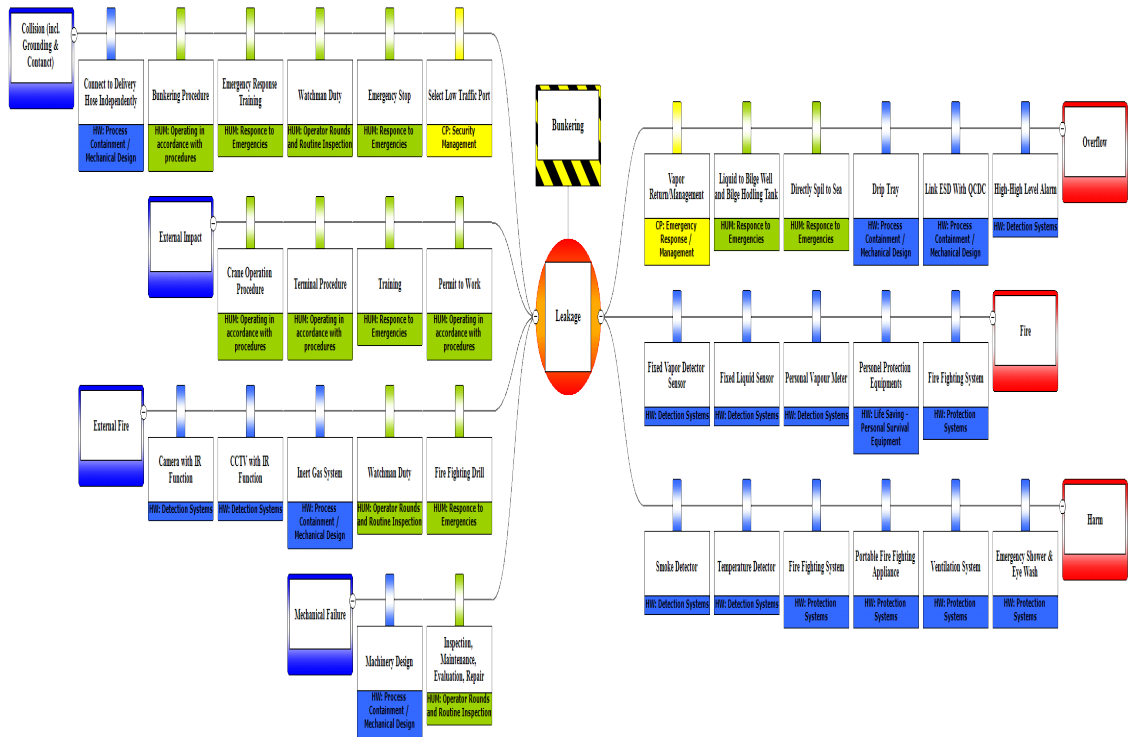 Collision (incl.
Grounding &
Contanct)
Connect to Delivery
Hose Independently
HW: Process
Containment /
Mechanical Design
Bunkering Procedure
HUM: Operating in
accordance with
procedures
Emergency Response
Training
HUM: Responce to
Emergencies
Watchman Duty
HUM: Operator Rounds
and Routine Inspection
Emergency Stop
HUM: Responce to
Emergencies
Select Low Traffic Port
CP: Security
Management
External Impact
Crane Operation
Procedure
HUM: Operating in
accordance with
procedures
Terminal Procedure
HUM: Operating in
accordance with
procedures
Training
HUM: Responce to
Emergencies
Permit to Work
HUM: Operating in
accordance with
procedures
External Fire
Camera with IR
Function
HW: Detection Systems
CCTV with IR
Function
HW: Detection Systems
Inert Gas System
HW: Process
Containment /
Mechanical Design
Watchman Duty
HUM: Operator Rounds
and Routine Inspection
Fire Fighting Drill
HUM: Responce to
Emergencies
Mechanical Failure
Machinery Design
HW: Process
Containment /
Mechanical Design
Inspection,
Maintenance,
Evaluation, Repair
HUM: Operator Rounds
and Routine Inspection
Bunkering
Leakage
Vapor
Return/Management
CP: Emergency
Response /
Management
Liquid to Bilge Well
and Bilge Hodling Tank
HUM: Responce to
Emergencies
Directly Spil to Sea
HUM: Responce to
Emergencies
Drip Tray
HW: Process
Containment /
Mechanical Design
Link ESD With QCDC
HW: Process
Containment /
Mechanical Design
High-High Level Alarm
HW: Detection Systems
Overflow
Fixed Vapor Detector
Sensor
HW: Detection Systems
Fixed Liquid Sensor
HW: Detection Systems
Personal Vapour Meter
HW: Detection Systems
Personel Protection
Equipments
HW: Life Saving -
Personal Survival
Equipment
Fire Fighting System
HW: Protection
Systems
Fire
Smoke Detector
HW: Detection Systems
Temperature Detector
HW: Detection Systems
Fire Fighting System
HW: Protection
Systems
Portable Fire Fighting
Appliance
HW: Protection
Systems
Ventilation System
HW: Protection
Systems
Emergency Shower &
Eye Wash
HW: Protection
Systems
Harm